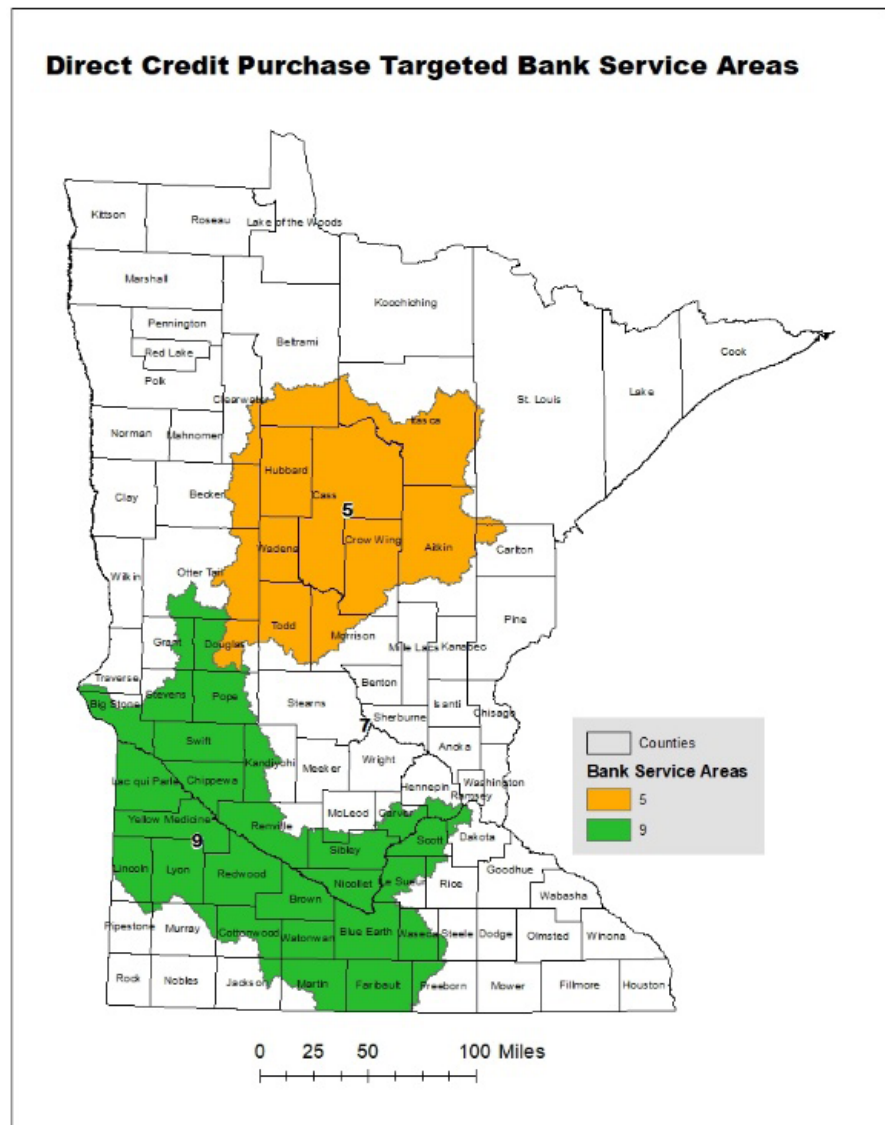 Direct Credit Purchase Targeted Bank Service Areas
Kittson
Roseau
Lake of the Woods
Marshall
Koochiching
Pennington
Beltrami
Red Lake
Cook
Polk
Lake
St. Louis
Clearwater
Itasca
Norman
Mahnomen
Hubbard
Becker
Cass
Clay
5
Crow Wing
Aitkin
Wadena
Carlton
Otter Tail
Wilkin
Pine
Todd
Morrison
Grant
Douglas
Mille Lacs
Kanabec
Traverse
Benton
Stevens
Pope
Big Stone
Stearns
Isanti
Sherburne
Chisago
7
Swift
Anoka
Kandiyohi
Wright
Meeker
Lac qui Parle
Chippewa
Hennepin
Washington
Ramsey
McLeod
Carver
Yellow Medicine
Renville
Scott
Dakota
9
Sibley
Lincoln
Lyon
Redwood
Nicollet
Le Sueur
Rice
Goodhue
Wabasha
Brown
Pipestone
Murray
Cottonwood
Watonwan
Blue Earth
Waseca
Steele
Dodge
Olmsted
Winona
Rock
Nobles
Jackson
Martin
Faribault
Freeborn
Mower
Fillmore
Houston
Counties
Bank Service Areas
5
9
0 25 50 100 Miles